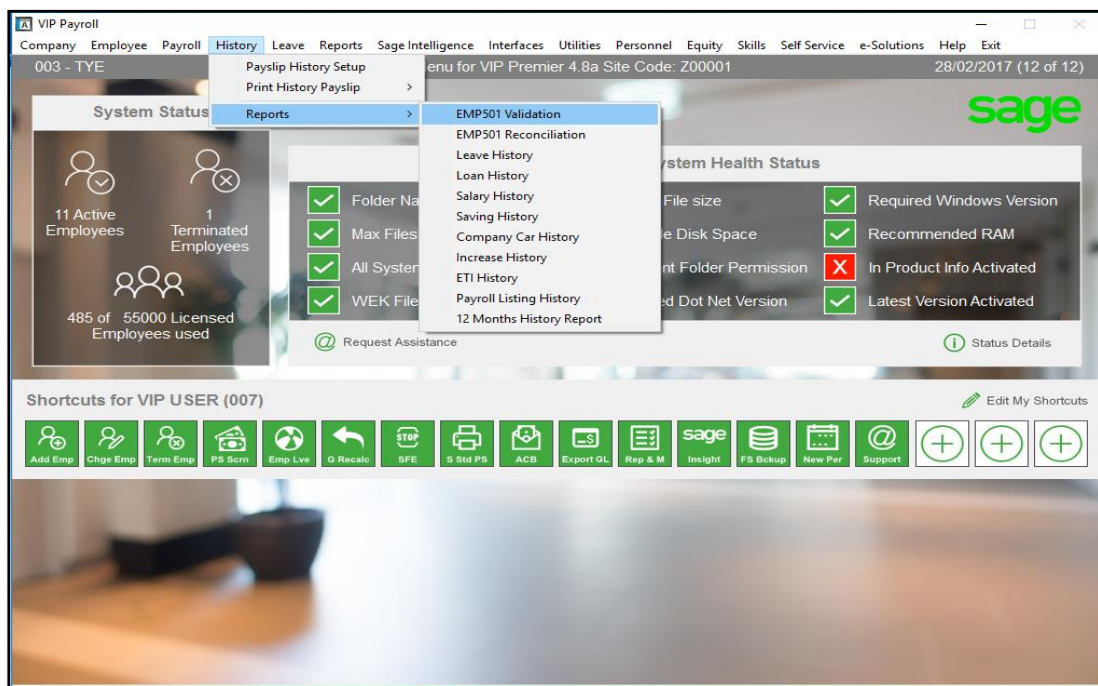 VIP Payroll
Company Employee Payroll History Leave Reports Sage Intelligence Interfaces Utilities Personnel Equity Skills Self Service e-Solutions Help Exit
003 - TYE
enu for VIP Premier 4.8a Site Code: Z00001
28/02/2017 (12 of 12)
Payslip History Setup
Print History Payslip >
Reports >
EMP501 Validation
EMP501 Reconciliation
Leave History
Loan History
Salary History
Saving History
Company Car History
Increase History
ETI History
Payroll Listing History
12 Months History Report
sage
System Status
11 Active
Employees
1
Terminated
Employees
485 of 55000 Licensed
Employees used
stem Health Status
Folder Na
File size
Required Windows Version
Max Files
e Disk Space
Recommended RAM
All System
nt Folder Permission
X In Product Info Activated
WEK File
ed Dot Net Version
Latest Version Activated
@ Request Assistance
i Status Details
Shortcuts for VIP USER (007)
Edit My Shortcuts
Add Emp
Chge Emp
Term Emp
PS Scrn
Emp Lve
G Recalc
STOP
SFE
S Std PS
ACB
Export GL
Rep & M
sage
Insight
FS Bckup
New Per
@
Support